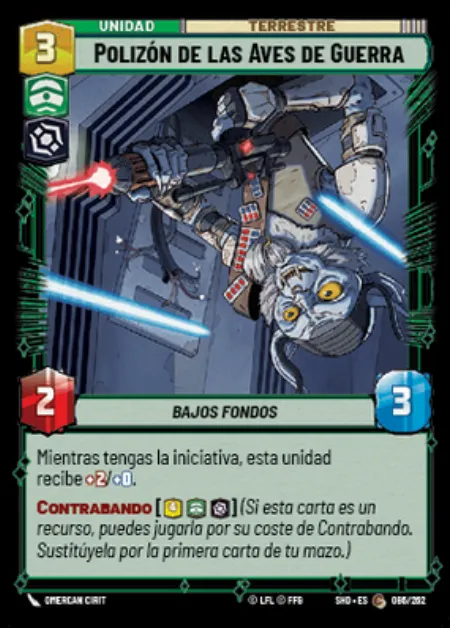 UNIDAD
TERRESTRE
3
POLIZÓN DE LAS AVES DE GUERRA
2
BAJOS FONDOS
3
Mientras tengas la iniciativa, esta unidad
recibe +2/+0.
CONTRABANDO [4] (Si esta carta es un
recurso, puedes jugarla por su coste de Contrabando.
Sustitúyela por la primera carta de tu mazo.)
OMERCAN CIRIT
© LFL Ⓟ FFG
SHD • ES
086/262